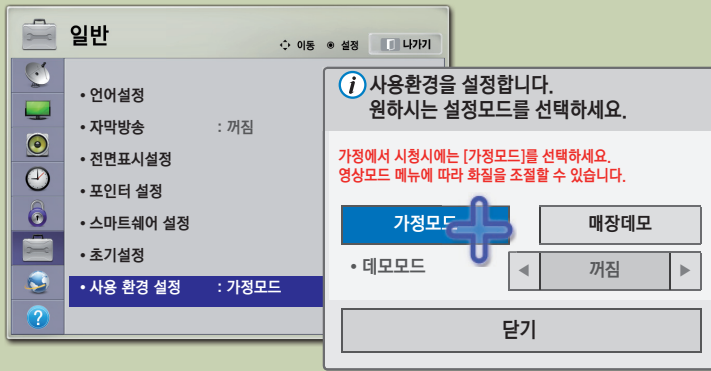 일반
이동 설정 나가기
• 언어설정
• 자막방송 : 꺼짐
• 전면표시설정
• 포인터 설정
• 스마트쉐어 설정
• 초기설정
• 사용 환경 설정 : 가정모드
?
i 사용환경을 설정합니다.
원하시는 설정모드를 선택하세요.
가정에서 시청시에는 [가정모드]를 선택하세요.
영상모드 메뉴에 따라 화질을 조절할 수 있습니다.
가정모드 매장데모
• 데모모드 ◀ 꺼짐 ▶
닫기